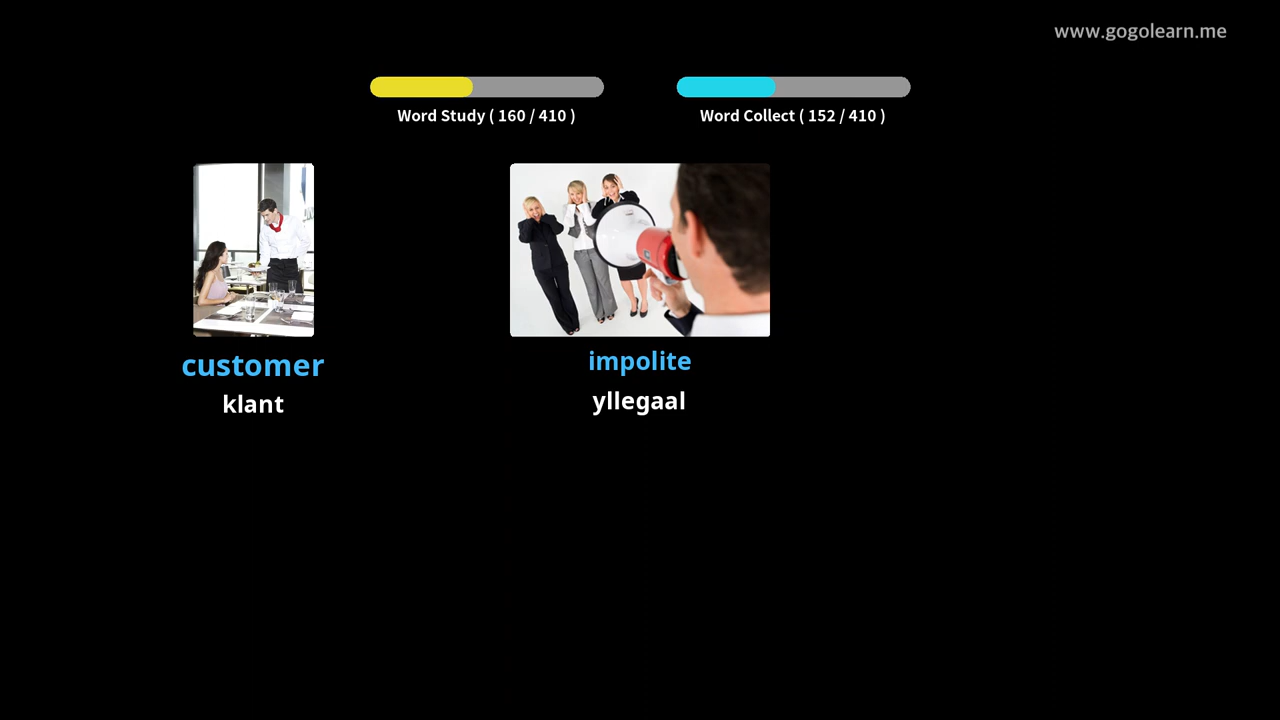 www.gogolearn.me
Word Study ( 160 / 410 )
Word Collect ( 152 / 410 )
customer
klant
impolite
yllegaal